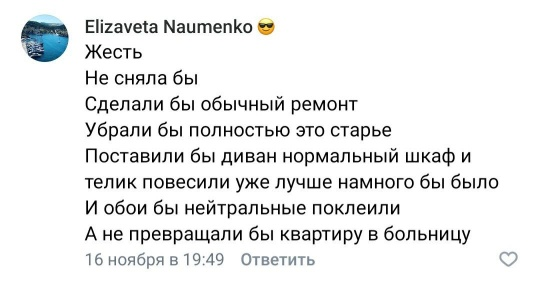 Elizaveta Naumenko 😎
Жесть
Не сняла бы
Сделали бы обычный ремонт
Убрали бы полностью это старье
Поставили бы диван нормальный шкаф и
телик повесили уже лучше намного бы было
И обои бы нейтральные поклеили
А не превращали бы квартиру в больницу
16 ноября в 19:49 Ответить